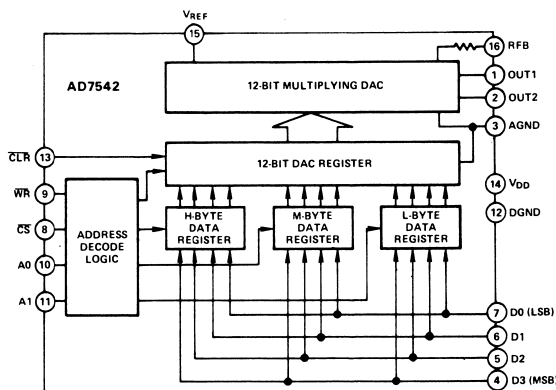 VREF
15
16 RFB
AD7542
12-BIT MULTIPLYING DAC
1 OUT1
2 OUT2
3 AGND
CLR 13
12-BIT DAC REGISTER
WR 9
14 VDD
CS 8
12 DGND
ADDRESS
DECODE
LOGIC
H-BYTE
DATA
REGISTER
M-BYTE
DATA
REGISTER
L-BYTE
DATA
REGISTER
A0 10
A1 11
7 D0 (LSB)
6 D1
5 D2
4 D3 (MSB)